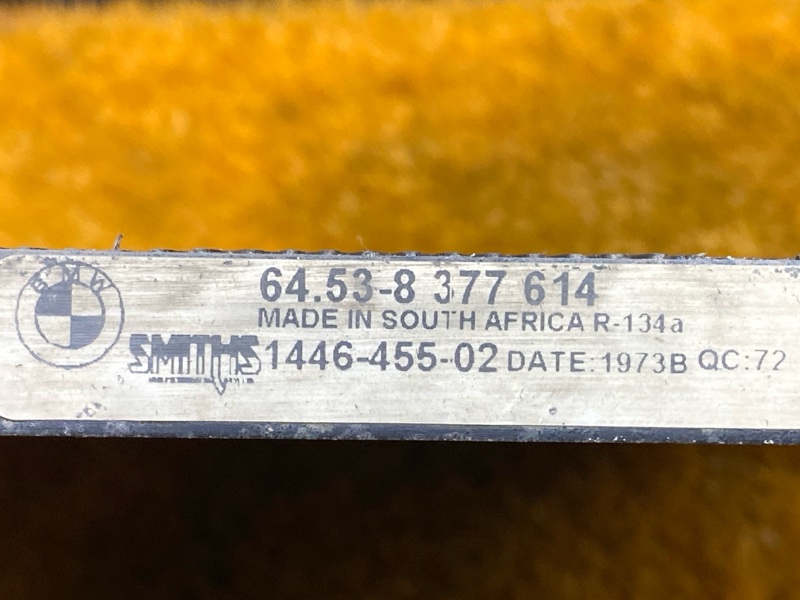 BMW
64.53-8 377 614
MADE IN SOUTH AFRICA R-134a
SMITHS 1446-455-02 DATE:1973B QC:72